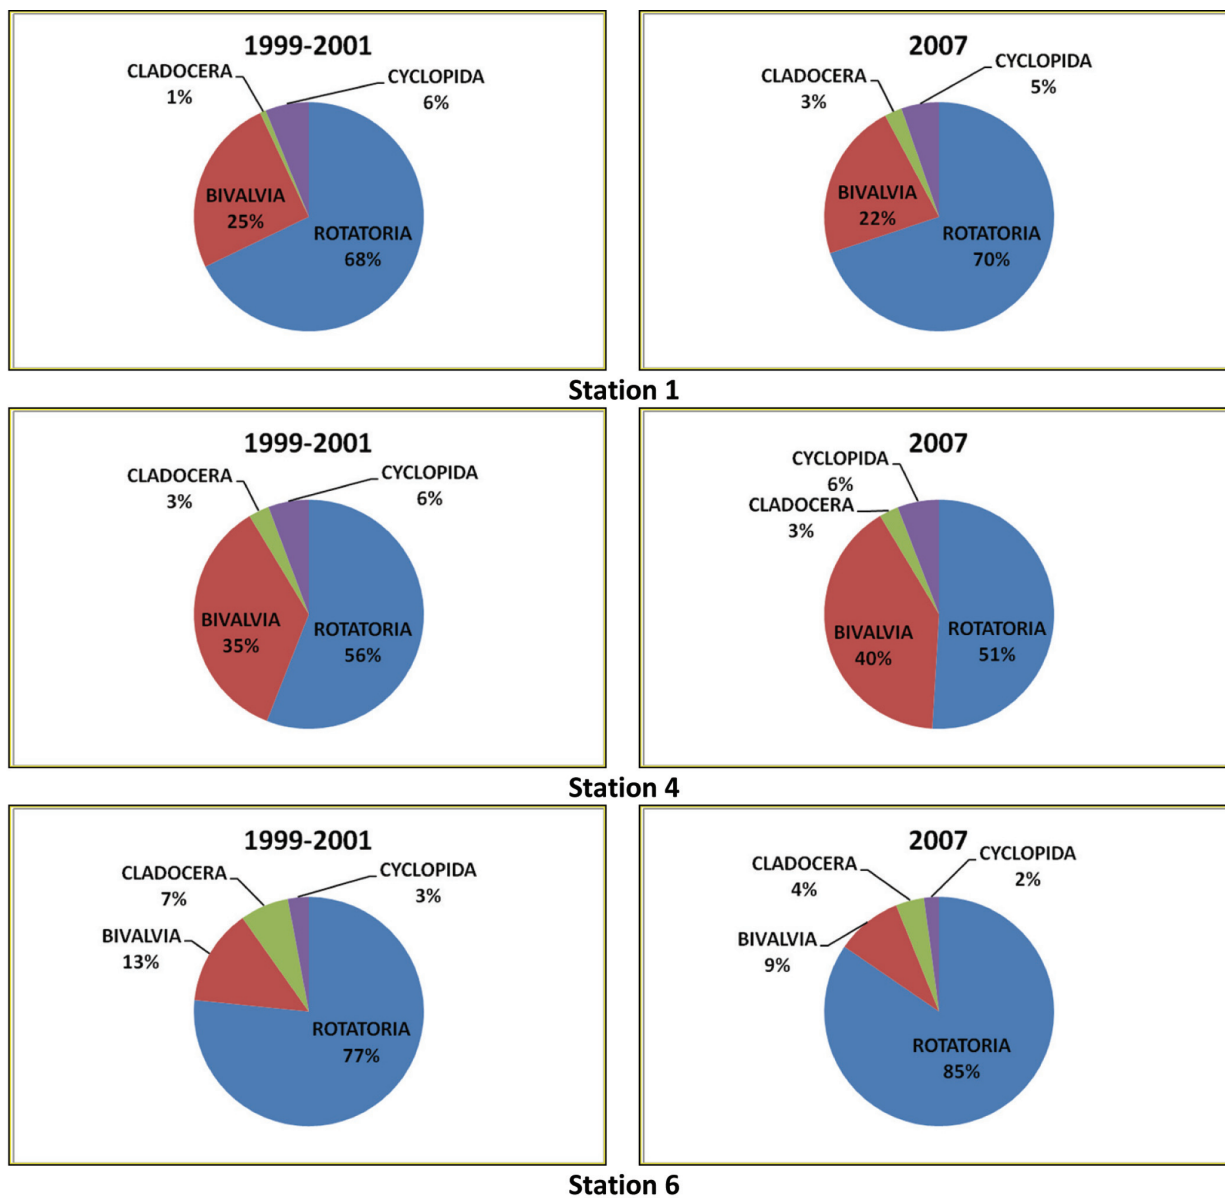 1999-2001
CLADOCERA
1%
CYCLOPIDA
6%
BIVALVIA
25%
ROTATORIA
68%
2007
CLADOCERA
3%
CYCLOPIDA
5%
BIVALVIA
22%
ROTATORIA
70%
Station 1
1999-2001
CLADOCERA
3%
CYCLOPIDA
6%
BIVALVIA
35%
ROTATORIA
56%
2007
CYCLOPIDA
6%
CLADOCERA
3%
BIVALVIA
40%
ROTATORIA
51%
Station 4
1999-2001
CLADOCERA
7%
CYCLOPIDA
3%
BIVALVIA
13%
ROTATORIA
77%
2007
CLADOCERA
4%
CYCLOPIDA
2%
BIVALVIA
9%
ROTATORIA
85%
Station 6